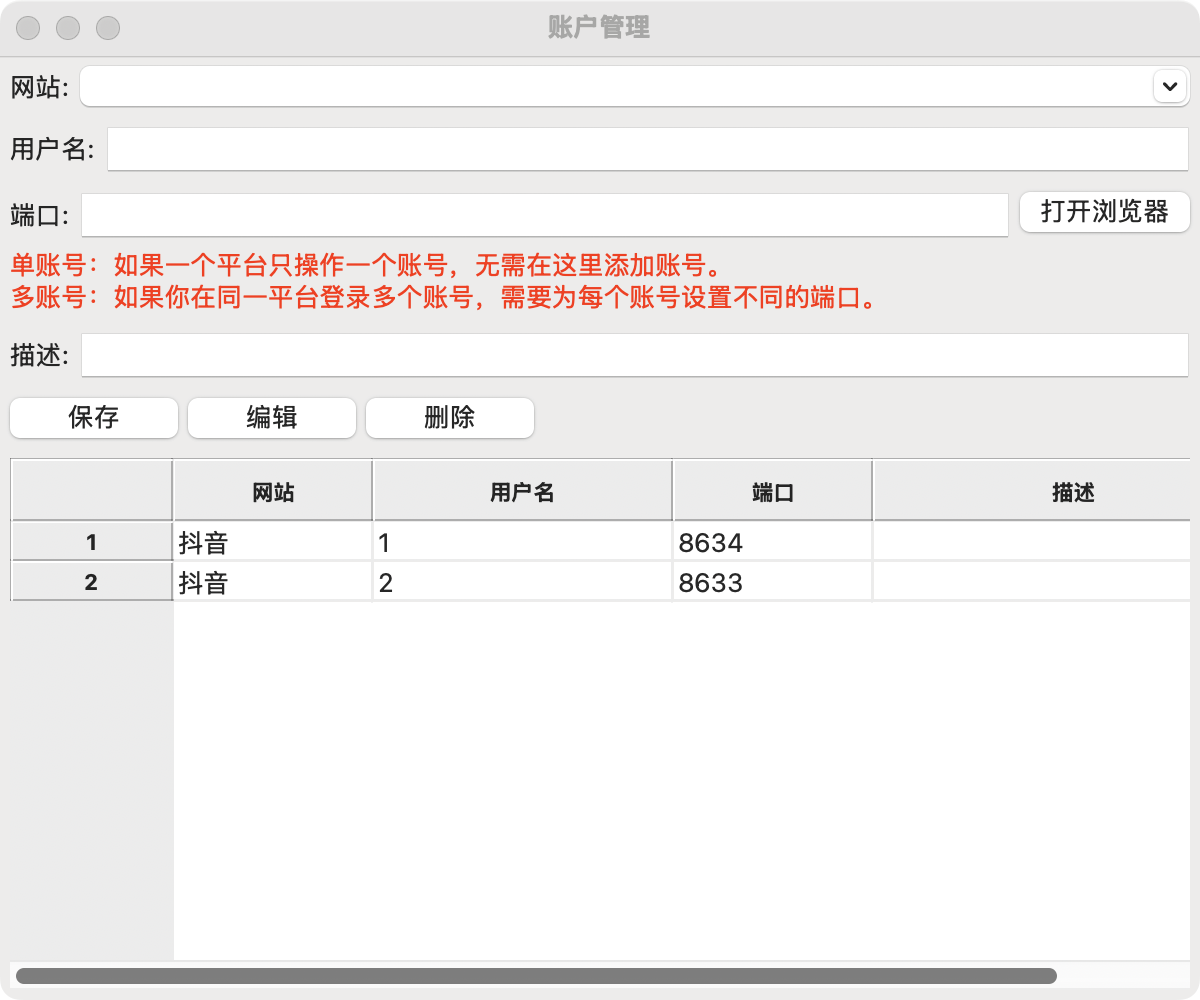 账户管理
网站:
用户名:
端口: 打开浏览器
单账号：如果一个平台只操作一个账号，无需在这里添加账号。
多账号：如果你在同一平台登录多个账号，需要为每个账号设置不同的端口。
描述:
保存 编辑 删除
网站 用户名 端口 描述
1 抖音 1 8634
2 抖音 2 8633